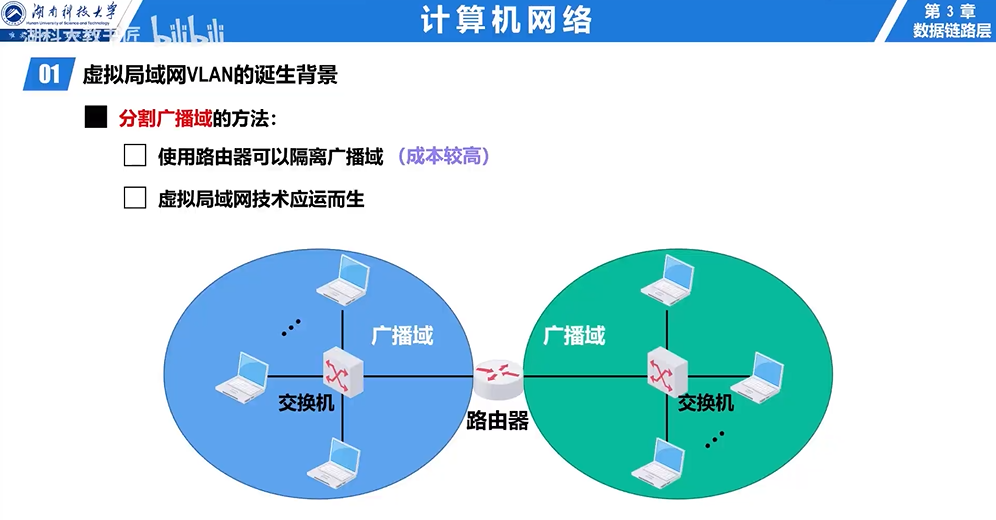 湖南科技大学
Hunan University of Science and Technology
湖科大教书匠 bilibili
计算机网络
第 3 章
数据链路层
01 虚拟局域网VLAN的诞生背景
分割广播域的方法：
使用路由器可以隔离广播域 （成本较高）
虚拟局域网技术应运而生
广播域 广播域
交换机 交换机
路由器